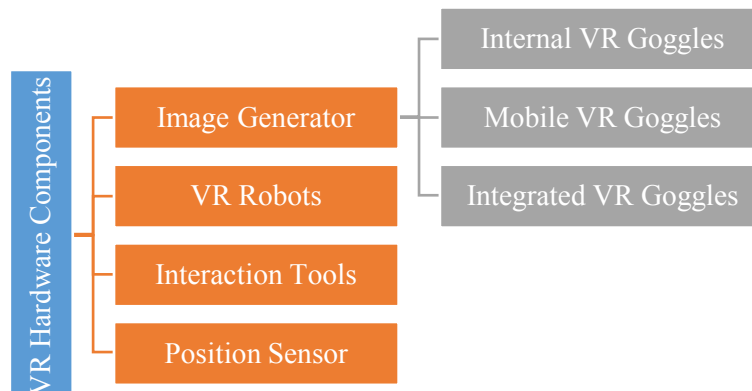 VR Hardware Components
Image Generator
VR Robots
Interaction Tools
Position Sensor
Internal VR Goggles
Mobile VR Goggles
Integrated VR Goggles